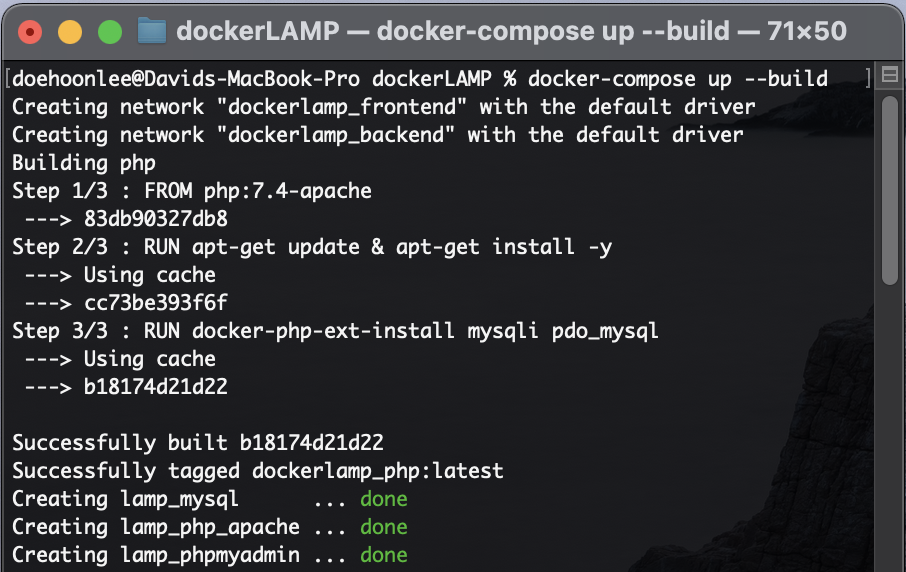 dockerLAMP — docker-compose up --build — 71×50
[doehoonlee@Davids-MacBook-Pro dockerLAMP % docker-compose up --build ]
Creating network "dockerlamp_frontend" with the default driver
Creating network "dockerlamp_backend" with the default driver
Building php
Step 1/3 : FROM php:7.4-apache
---> 83db90327db8
Step 2/3 : RUN apt-get update & apt-get install -y
---> Using cache
---> cc73be393f6f
Step 3/3 : RUN docker-php-ext-install mysqli pdo_mysql
---> Using cache
---> b18174d21d22
Successfully built b18174d21d22
Successfully tagged dockerlamp_php:latest
Creating lamp_mysql ... done
Creating lamp_php_apache ... done
Creating lamp_phpmyadmin ... done